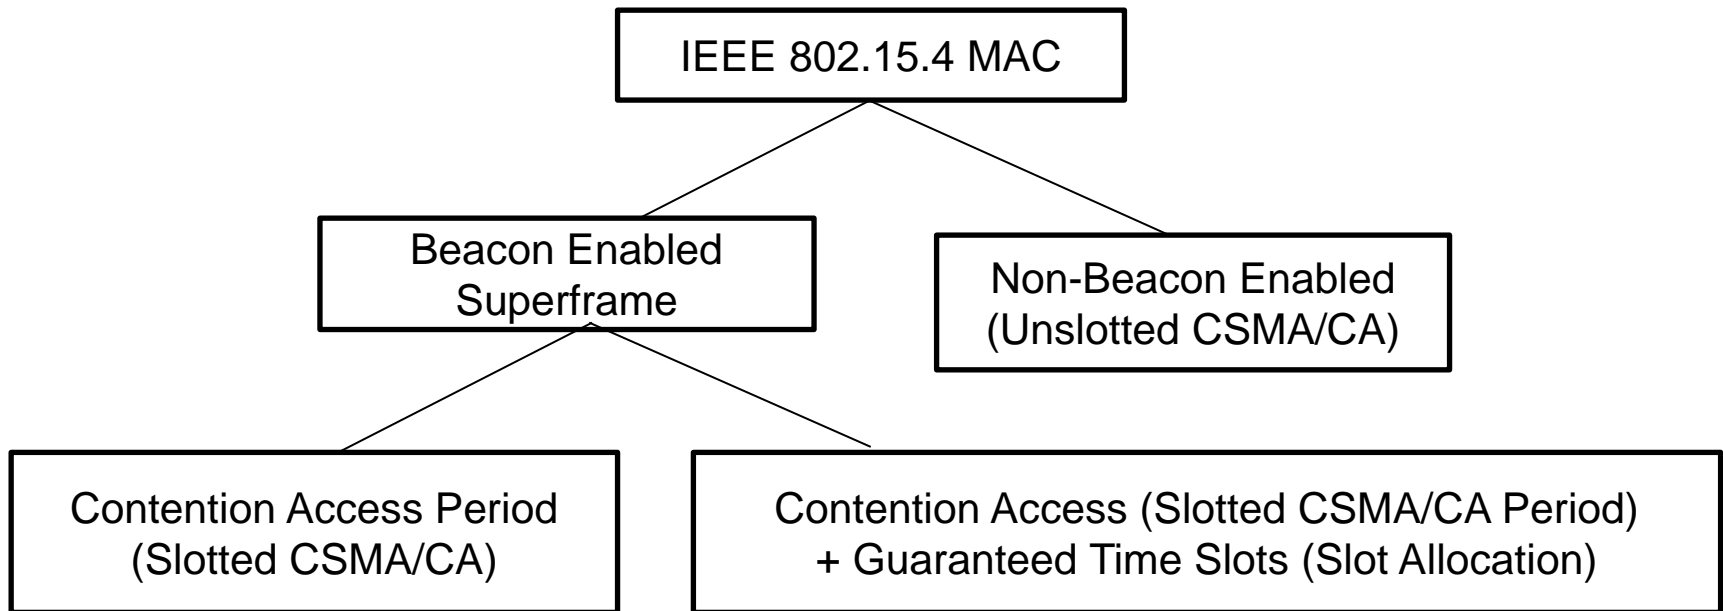 IEEE 802.15.4 MAC
Beacon Enabled
Superframe
Non-Beacon Enabled
(Unslotted CSMA/CA)
Contention Access Period
(Slotted CSMA/CA)
Contention Access (Slotted CSMA/CA Period)
+ Guaranteed Time Slots (Slot Allocation)